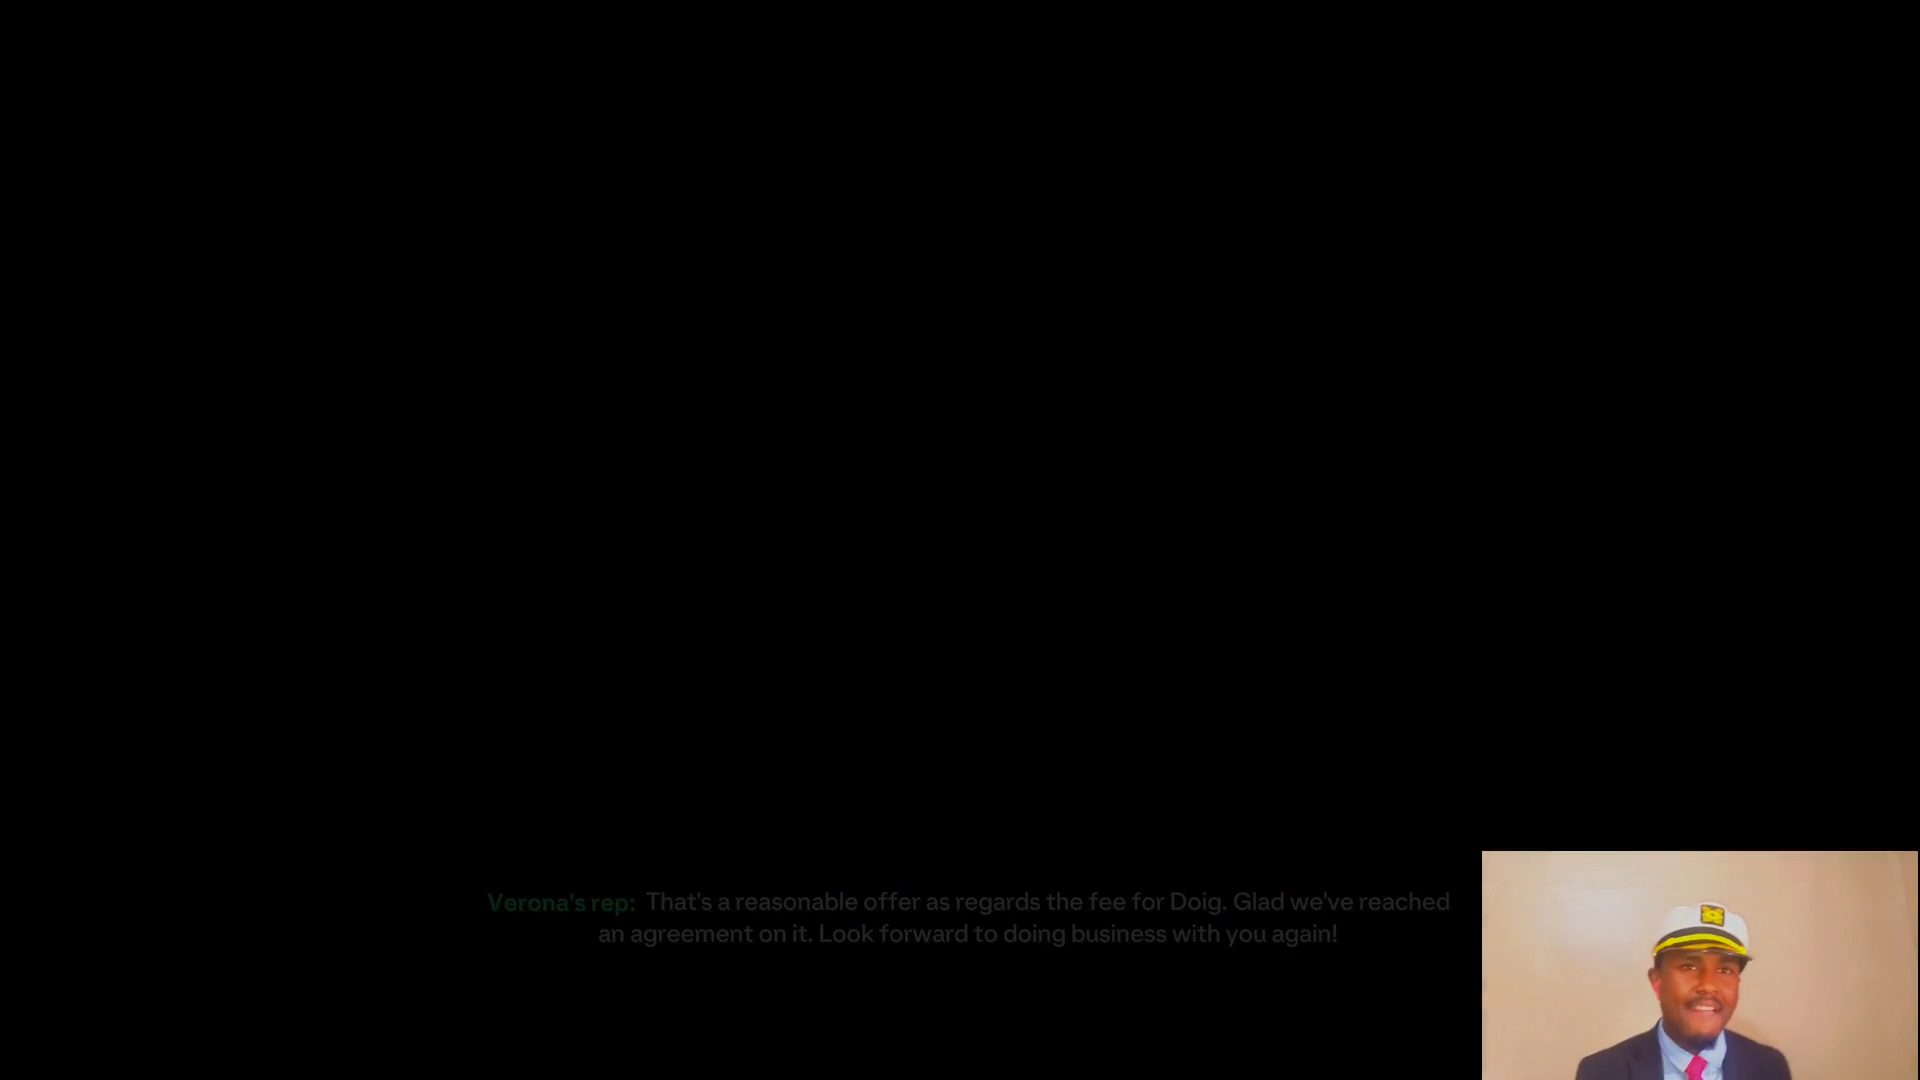 Verona's rep: That's a reasonable offer as regards the fee for Doig. Glad we've reached
an agreement on it. Look forward to doing business with you again!